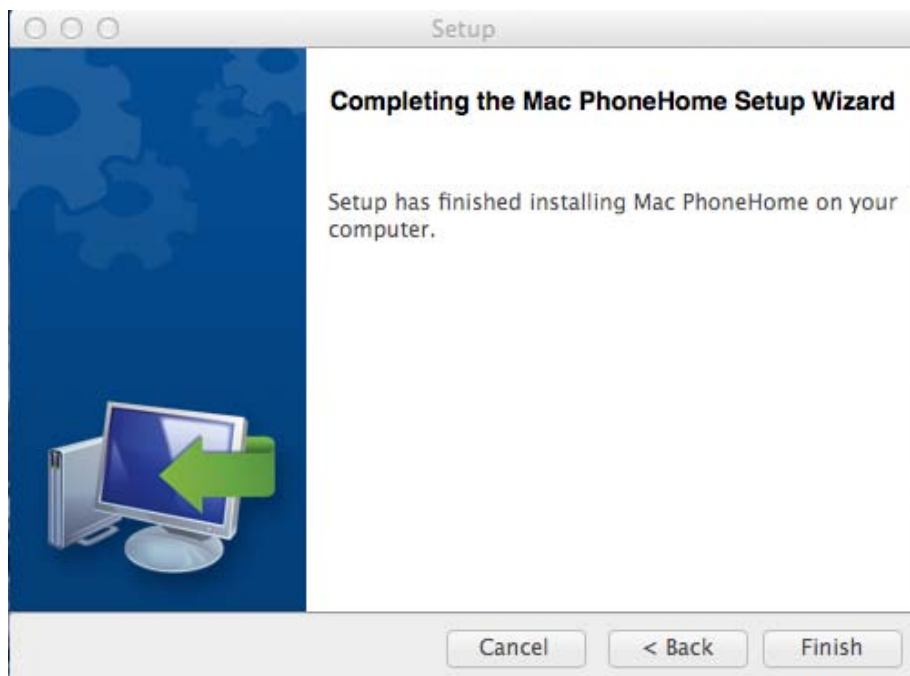 Setup
Completing the Mac PhoneHome Setup Wizard
Setup has finished installing Mac PhoneHome on your
computer.
Cancel
< Back
Finish